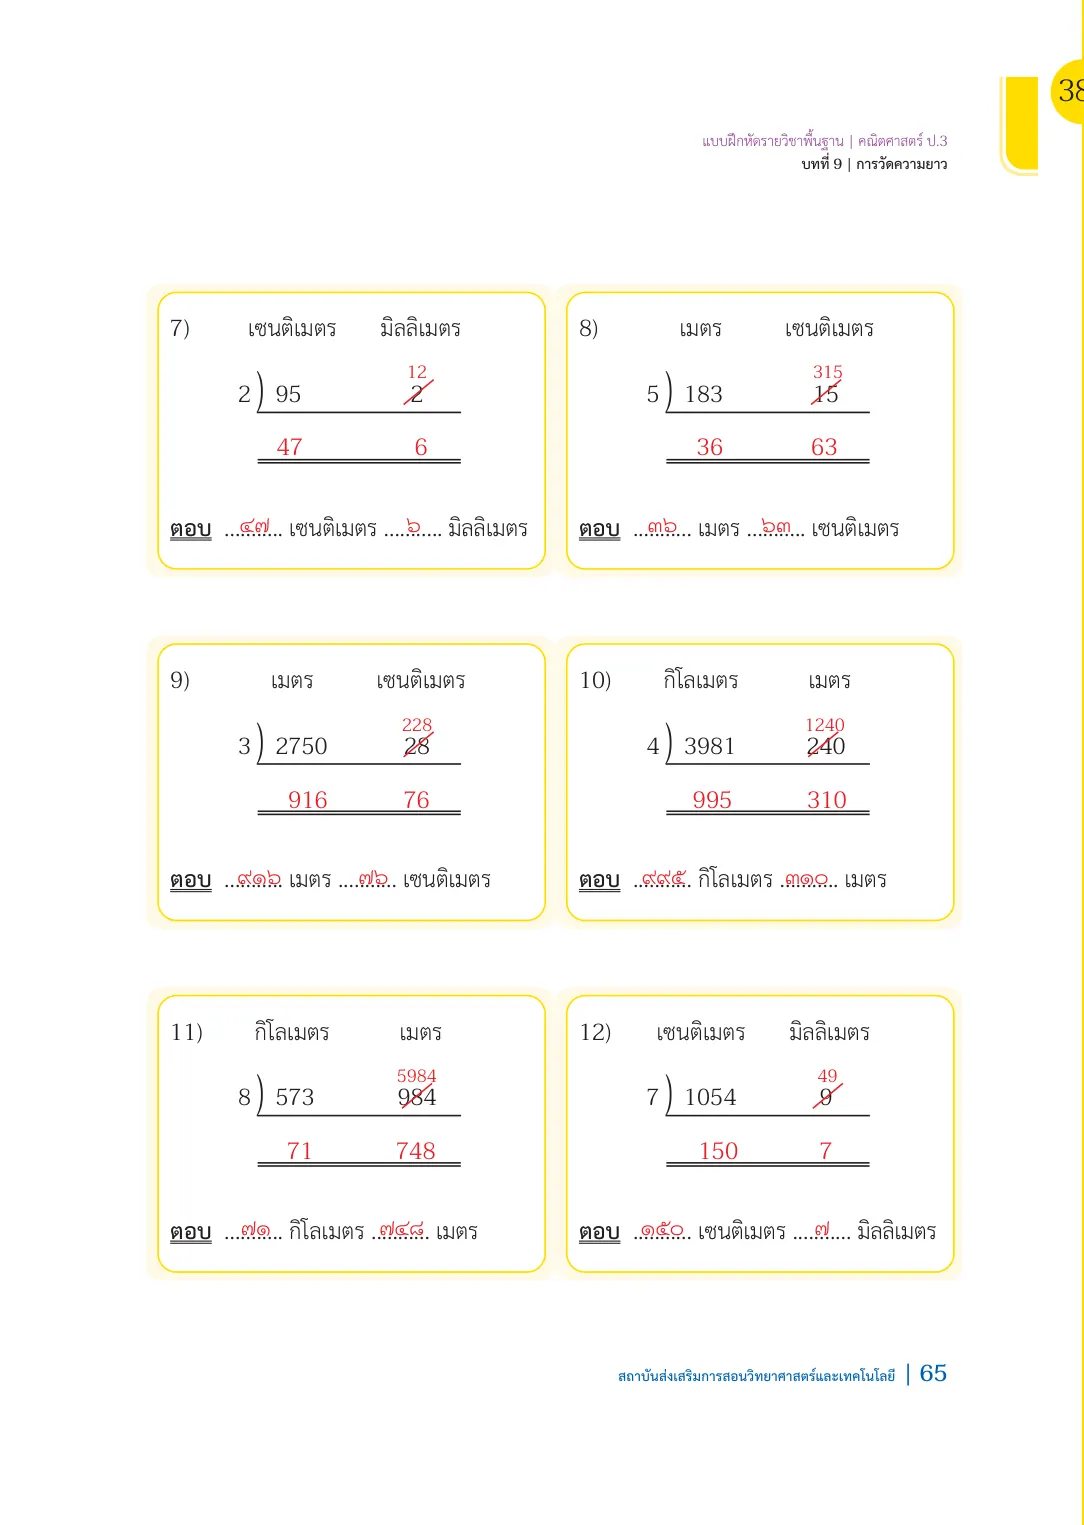 38
แบบฝึกหัดรายวิชาพื้นฐาน | คณิตศาสตร์ ป.3
บทที่ 9 | การวัดความยาว
7) เซนติเมตร มิลลิเมตร
12
2 ) 95 2
47 6
ตอบ ...๔๗... เซนติเมตร ...๖... มิลลิเมตร
8) เมตร เซนติเมตร
315
5 ) 183 15
36 63
ตอบ ...๓๖... เมตร ...๖๓... เซนติเมตร
9) เมตร เซนติเมตร
228
3 ) 2750 28
916 76
ตอบ ...๙๑๖... เมตร ...๗๖... เซนติเมตร
10) กิโลเมตร เมตร
1240
4 ) 3981 240
995 310
ตอบ ...๙๙๕... กิโลเมตร ...๓๑๐... เมตร
11) กิโลเมตร เมตร
5984
8 ) 573 984
71 748
ตอบ ...๗๑... กิโลเมตร ...๗๔๘... เมตร
12) เซนติเมตร มิลลิเมตร
49
7 ) 1054 9
150 7
ตอบ ...๑๕๐... เซนติเมตร ...๗... มิลลิเมตร
สถาบันส่งเสริมการสอนวิทยาศาสตร์และเทคโนโลยี | 65